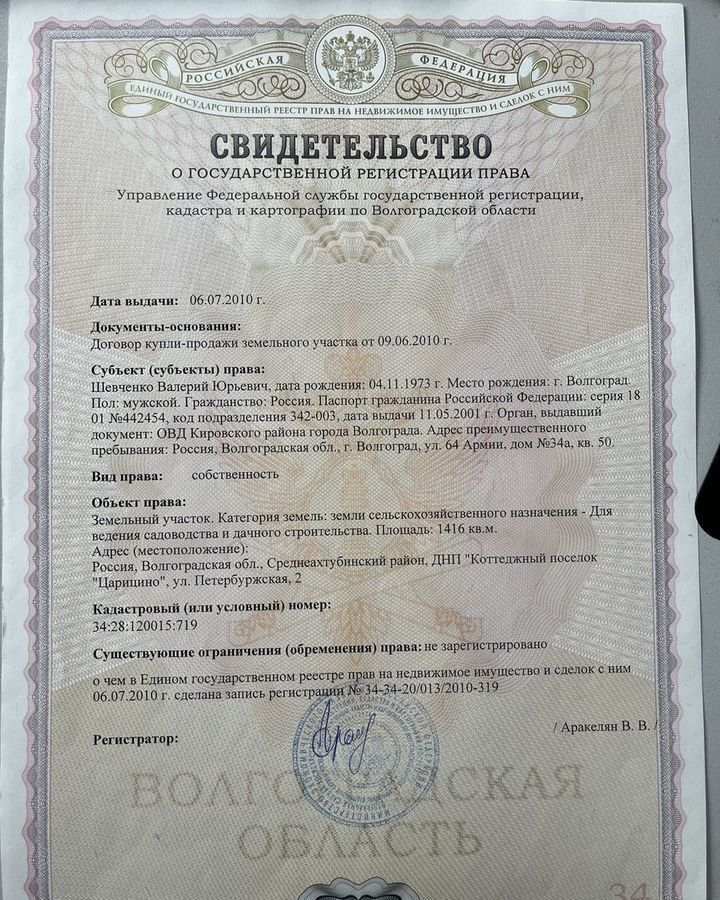 РОССИЙСКАЯ ФЕДЕРАЦИЯ
ЕДИНЫЙ ГОСУДАРСТВЕННЫЙ РЕЕСТР ПРАВ НА НЕДВИЖИМОЕ ИМУЩЕСТВО И СДЕЛОК С НИМ
СВИДЕТЕЛЬСТВО
О ГОСУДАРСТВЕННОЙ РЕГИСТРАЦИИ ПРАВА
Управление Федеральной службы государственной регистрации,
кадастра и картографии по Волгоградской области
Дата выдачи: 06.07.2010 г.
Документы-основания:
Договор купли-продажи земельного участка от 09.06.2010 г.
Субъект (субъекты) права:
Шевченко Валерий Юрьевич, дата рождения: 04.11.1973 г. Место рождения: г. Волгоград.
Пол: мужской. Гражданство: Россия. Паспорт гражданина Российской Федерации: серия 18
01 №442454, код подразделения 342-003, дата выдачи 11.05.2001 г. Орган, выдавший
документ: ОВД Кировского района города Волгограда. Адрес преимущественного
пребывания: Россия, Волгоградская обл., г. Волгоград, ул. 64 Армии, дом №34а, кв. 50.
Вид права: собственность
Объект права:
Земельный участок. Категория земель: земли сельскохозяйственного назначения - Для
ведения садоводства и дачного строительства. Площадь: 1416 кв.м.
Адрес (местоположение):
Россия, Волгоградская обл., Среднеахтубинский район, ДНП "Коттеджный поселок
"Царицино", ул. Петербуржская, 2
Кадастровый (или условный) номер:
34:28:120015:719
Существующие ограничения (обременения) права: не зарегистрировано
о чем в Едином государственном реестре прав на недвижимое имущество и сделок с ним
06.07.2010 г. сделана запись регистрации № 34-34-20/013/2010-319
Регистратор: / Аракелян В. В. /
ВОЛГОГРАДСКАЯ
ОБЛАСТЬ
34